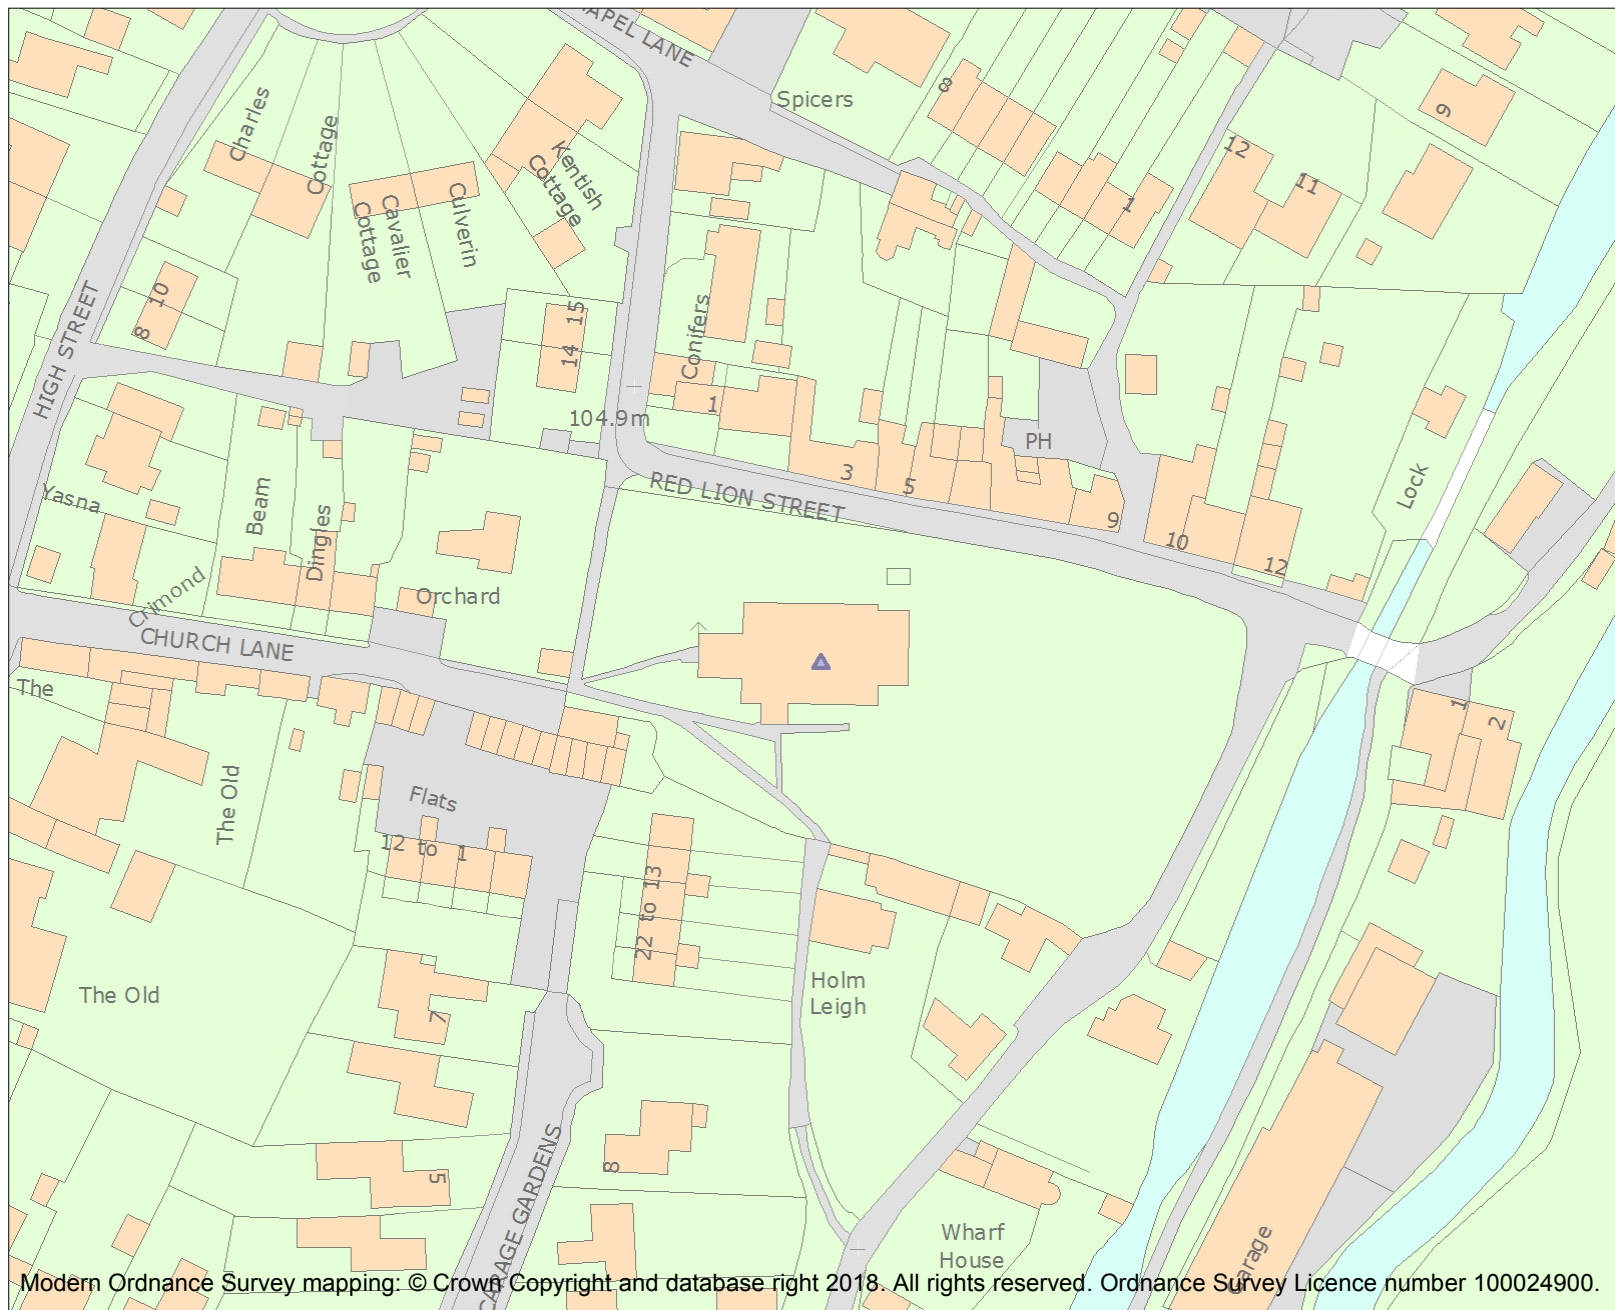 APEL LANE
Spicers
8
9
Charles
Cottage
Kentish
Cottage
12
11
Culverin
Cavalier
Cottage
1
10
8
15
14
HIGH STREET
Conifers
1
104.9m
PH
3
5
RED LION STREET
9
10
12
Lock
Yasna
Beam
Dingles
Crimond
Orchard
CHURCH LANE
The
1
2
The Old
Flats
12 to 1
22 to 13
The Old
7
Holm
Leigh
5
8
CARAGE GARDENS
Wharf
House
Garage
Modern Ordnance Survey mapping: © Crown Copyright and database right 2018. All rights reserved. Ordnance Survey Licence number 100024900.